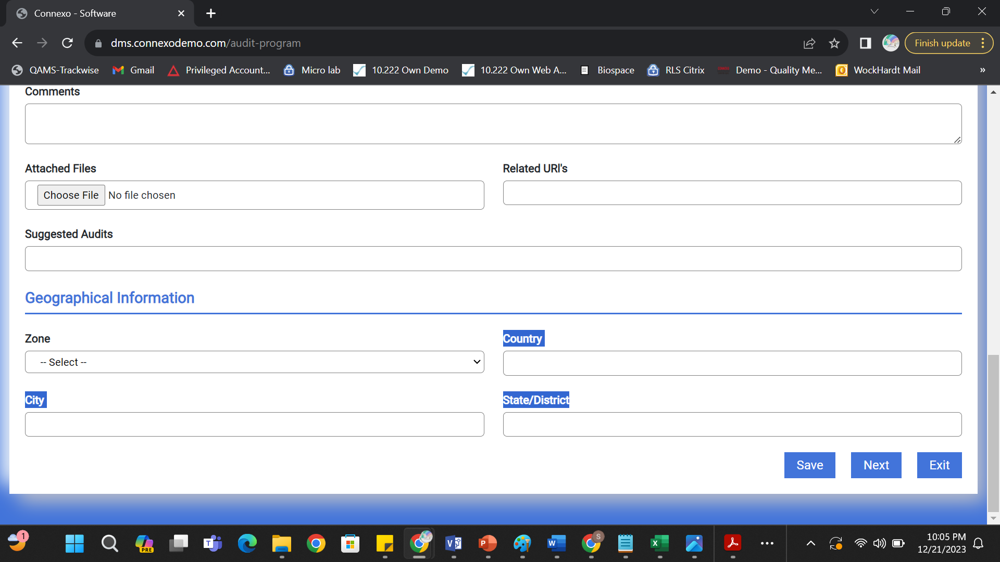 Connexo - Software
dms.connexodemo.com/audit-program
Finish update
QAMS-Trackwise
Gmail
Privileged Account...
Micro lab
10.222 Own Demo
10.222 Own Web A...
Biospace
RLS Citrix
Demo - Quality Me...
WockHardt Mail
»
Comments
Attached Files
Related URl's
Choose File No file chosen
Suggested Audits
Geographical Information
Zone
Country
-- Select --
City
State/District
Save
Next
Exit
1
PRE
S
10:05 PM
12/21/2023